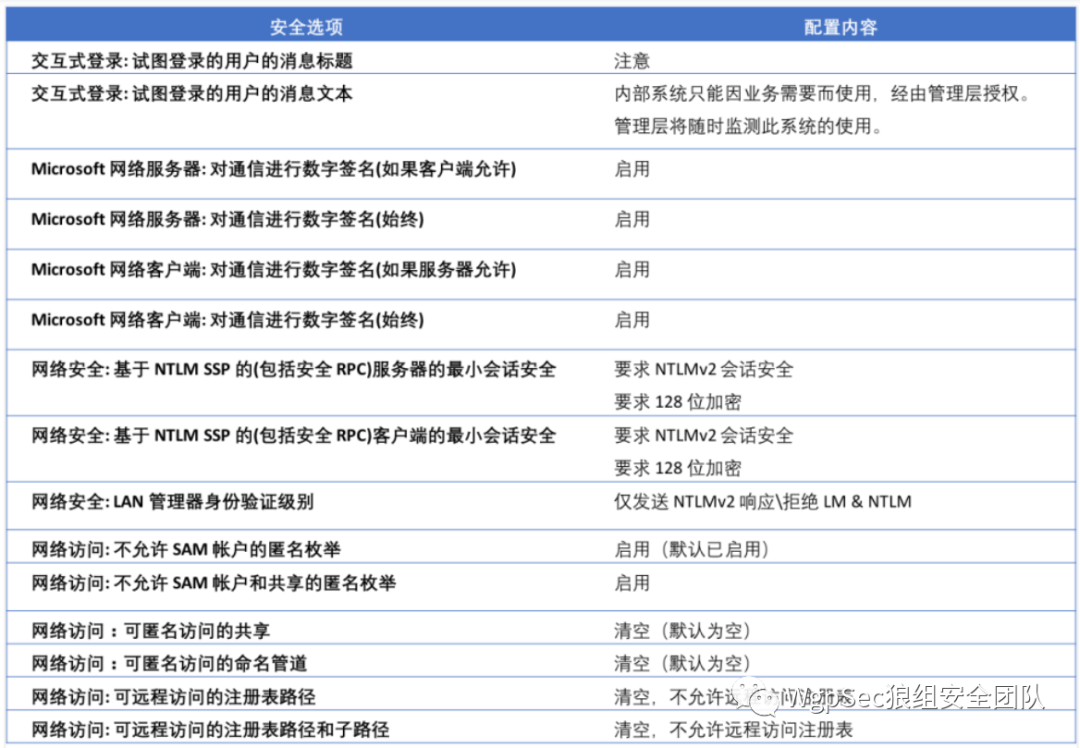 安全选项 配置内容
交互式登录: 试图登录的用户的消息标题 注意
交互式登录: 试图登录的用户的消息文本 内部系统只能因业务需要而使用，经由管理层授权。
管理层将随时监测此系统的使用。
Microsoft 网络服务器: 对通信进行数字签名(如果客户端允许) 启用
Microsoft 网络服务器: 对通信进行数字签名(始终) 启用
Microsoft 网络客户端: 对通信进行数字签名(如果服务器允许) 启用
Microsoft 网络客户端: 对通信进行数字签名(始终) 启用
网络安全: 基于 NTLM SSP 的(包括安全 RPC)服务器的最小会话安全 要求 NTLMv2 会话安全
要求 128 位加密
网络安全: 基于 NTLM SSP 的(包括安全 RPC)客户端的最小会话安全 要求 NTLMv2 会话安全
要求 128 位加密
网络安全: LAN 管理器身份验证级别 仅发送 NTLMv2 响应\拒绝 LM & NTLM
网络访问: 不允许 SAM 帐户的匿名枚举 启用（默认已启用）
网络访问: 不允许 SAM 帐户和共享的匿名枚举 启用
网络访问：可匿名访问的共享 清空（默认为空）
网络访问：可匿名访问的命名管道 清空（默认为空）
网络访问: 可远程访问的注册表路径 清空，不允许
WgpSec狼组安全团队
网络访问: 可远程访问的注册表路径和子路径 清空，不允许远程访问注册表